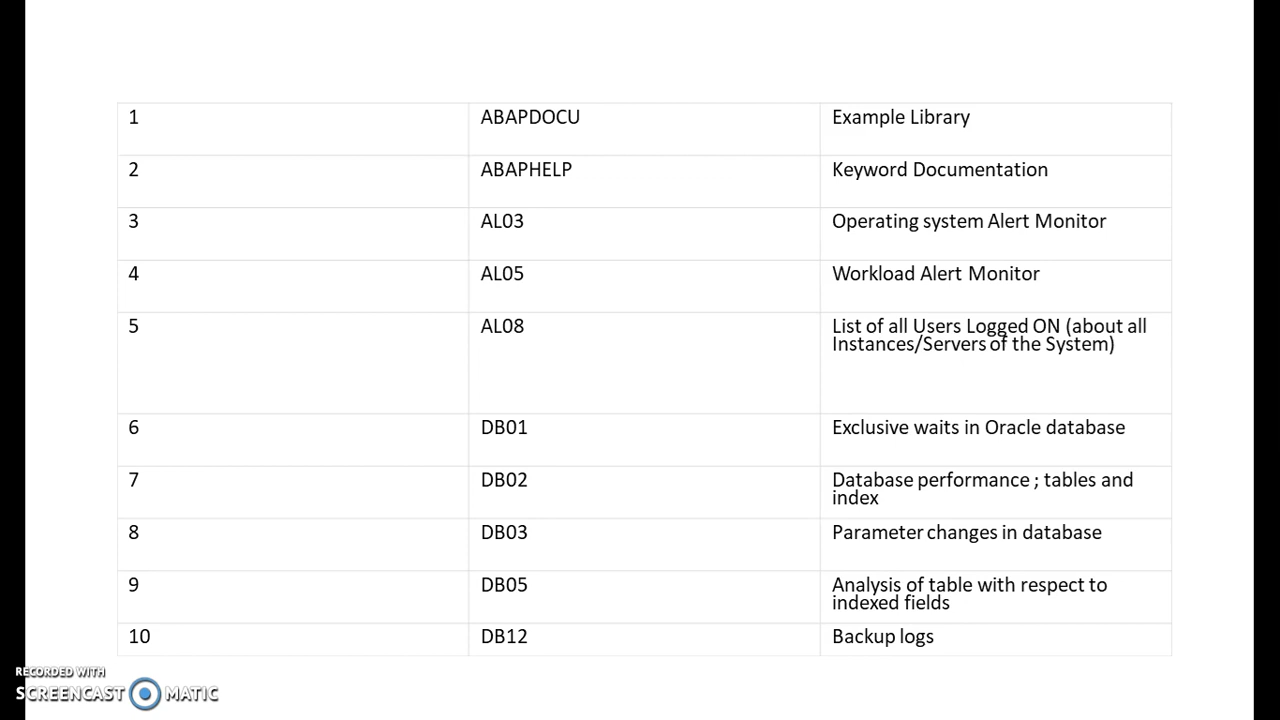 1 ABAPDOCU Example Library
2 ABAPHELP Keyword Documentation
3 AL03 Operating system Alert Monitor
4 AL05 Workload Alert Monitor
5 AL08 List of all Users Logged ON (about all
Instances/Servers of the System)
6 DB01 Exclusive waits in Oracle database
7 DB02 Database performance ; tables and
index
8 DB03 Parameter changes in database
9 DB05 Analysis of table with respect to
indexed fields
10 DB12 Backup logs
RECORDED WITH
SCREENCAST MATIC